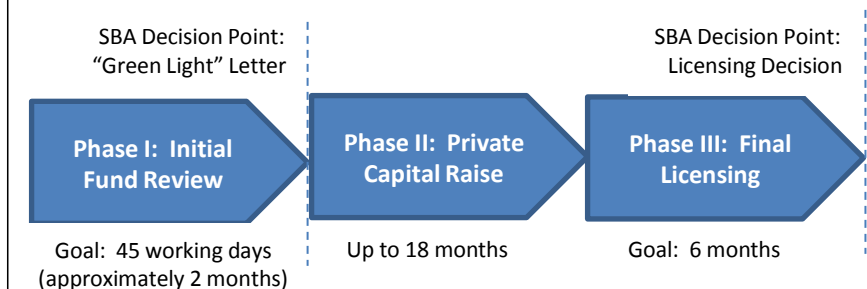 SBA Decision Point:
“Green Light” Letter
SBA Decision Point:
Licensing Decision
Phase I:  Initial
Fund Review
Phase II:  Private
Capital Raise
Phase III:  Final
Licensing
Goal:  45 working days
(approximately 2 months)
Up to 18 months
Goal:  6 months